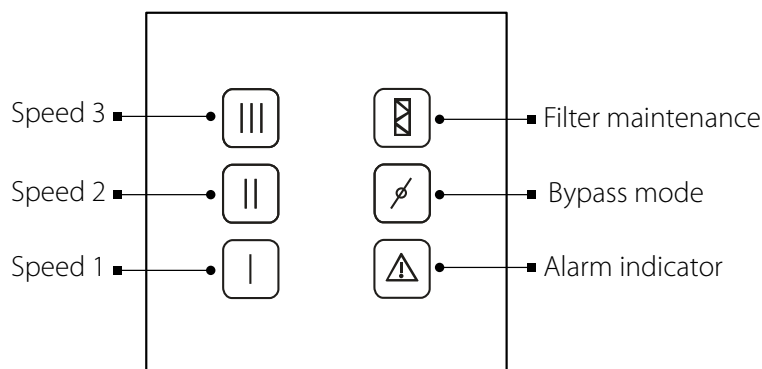 Speed 3
Speed 2
Speed 1
Filter maintenance
Bypass mode
Alarm indicator